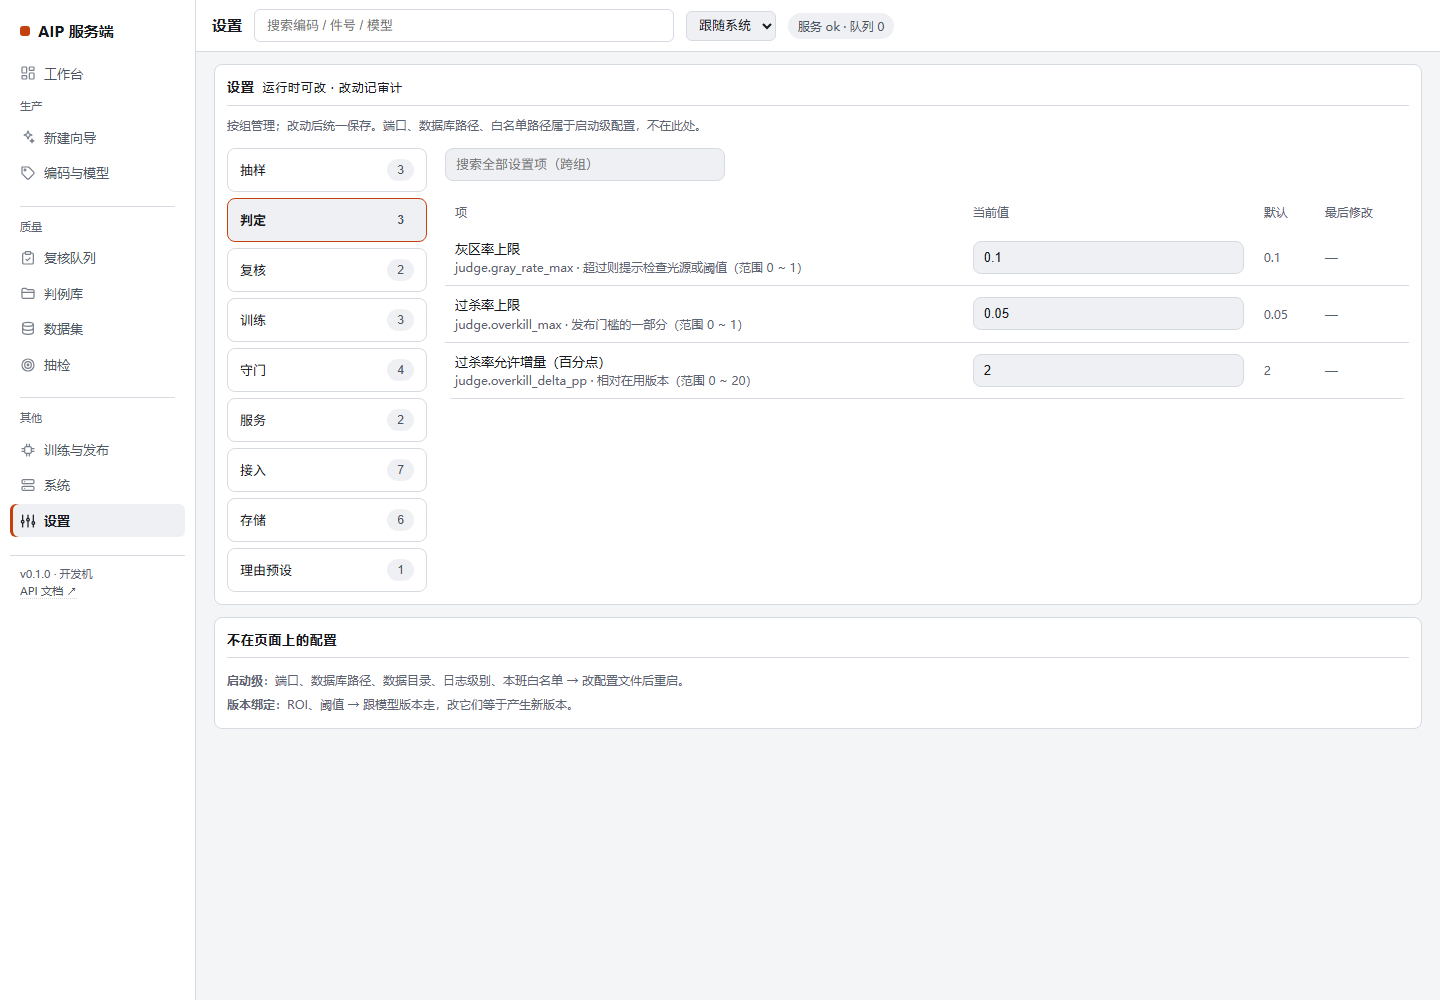 AIP 服务端
工作台
生产
新建向导
编码与模型
质量
复核队列
判例库
数据集
抽检
其他
训练与发布
系统
设置
v0.1.0 · 开发机
API 文档 ↗
设置
搜索编码 / 件号 / 模型
跟随系统
服务 ok · 队列 0
设置 运行时可改 · 改动记审计
按组管理；改动后统一保存。端口、数据库路径、白名单路径属于启动级配置，不在此处。
抽样 3
判定 3
复核 2
训练 3
守门 4
服务 2
接入 7
存储 6
理由预设 1
搜索全部设置项（跨组）
项 当前值 默认 最后修改
灰区率上限
judge.gray_rate_max · 超过则提示检查光源或阈值（范围 0 ~ 1）
0.1 0.1 —
过杀率上限
judge.overkill_max · 发布门槛的一部分（范围 0 ~ 1）
0.05 0.05 —
过杀率允许增量（百分点）
judge.overkill_delta_pp · 相对在用版本（范围 0 ~ 20）
2 2 —
不在页面上的配置
启动级：端口、数据库路径、数据目录、日志级别、本班白名单 → 改配置文件后重启。
版本绑定：ROI、阈值 → 跟模型版本走，改它们等于产生新版本。